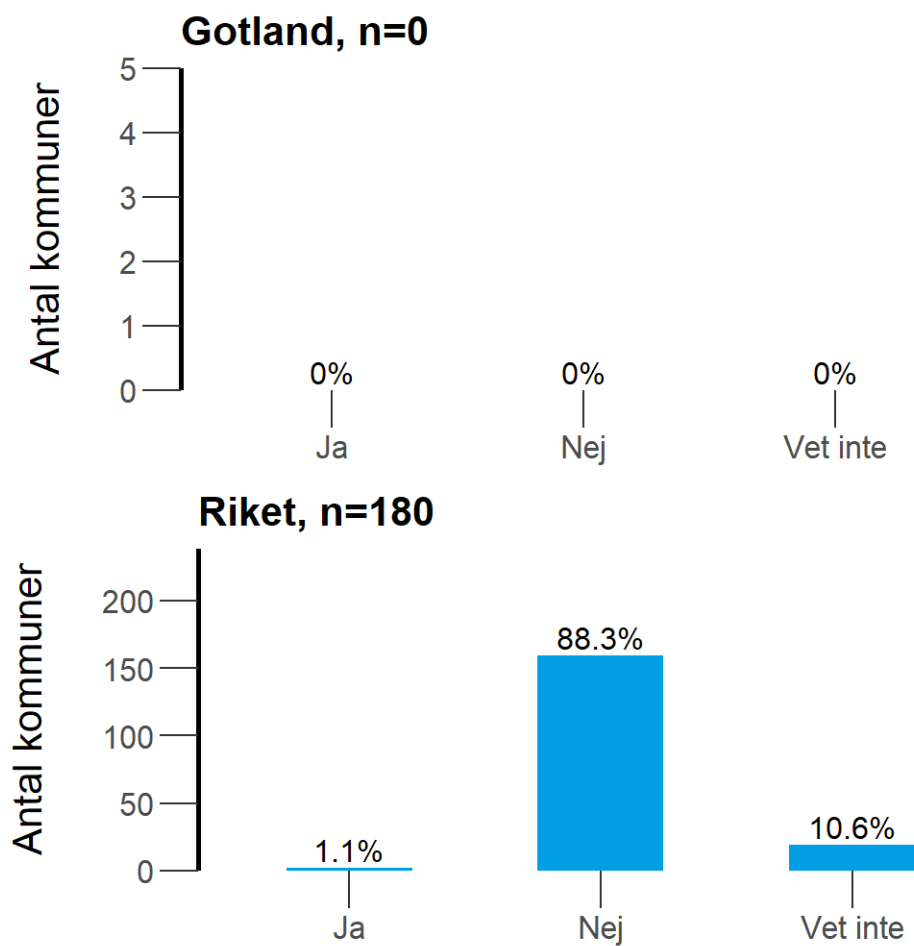 Gotland, n=0
Antal kommuner
5
4
3
2
1
0
0% 0% 0%
Ja Nej Vet inte
Riket, n=180
Antal kommuner
200
150
100
50
0
1.1% 88.3% 10.6%
Ja Nej Vet inte